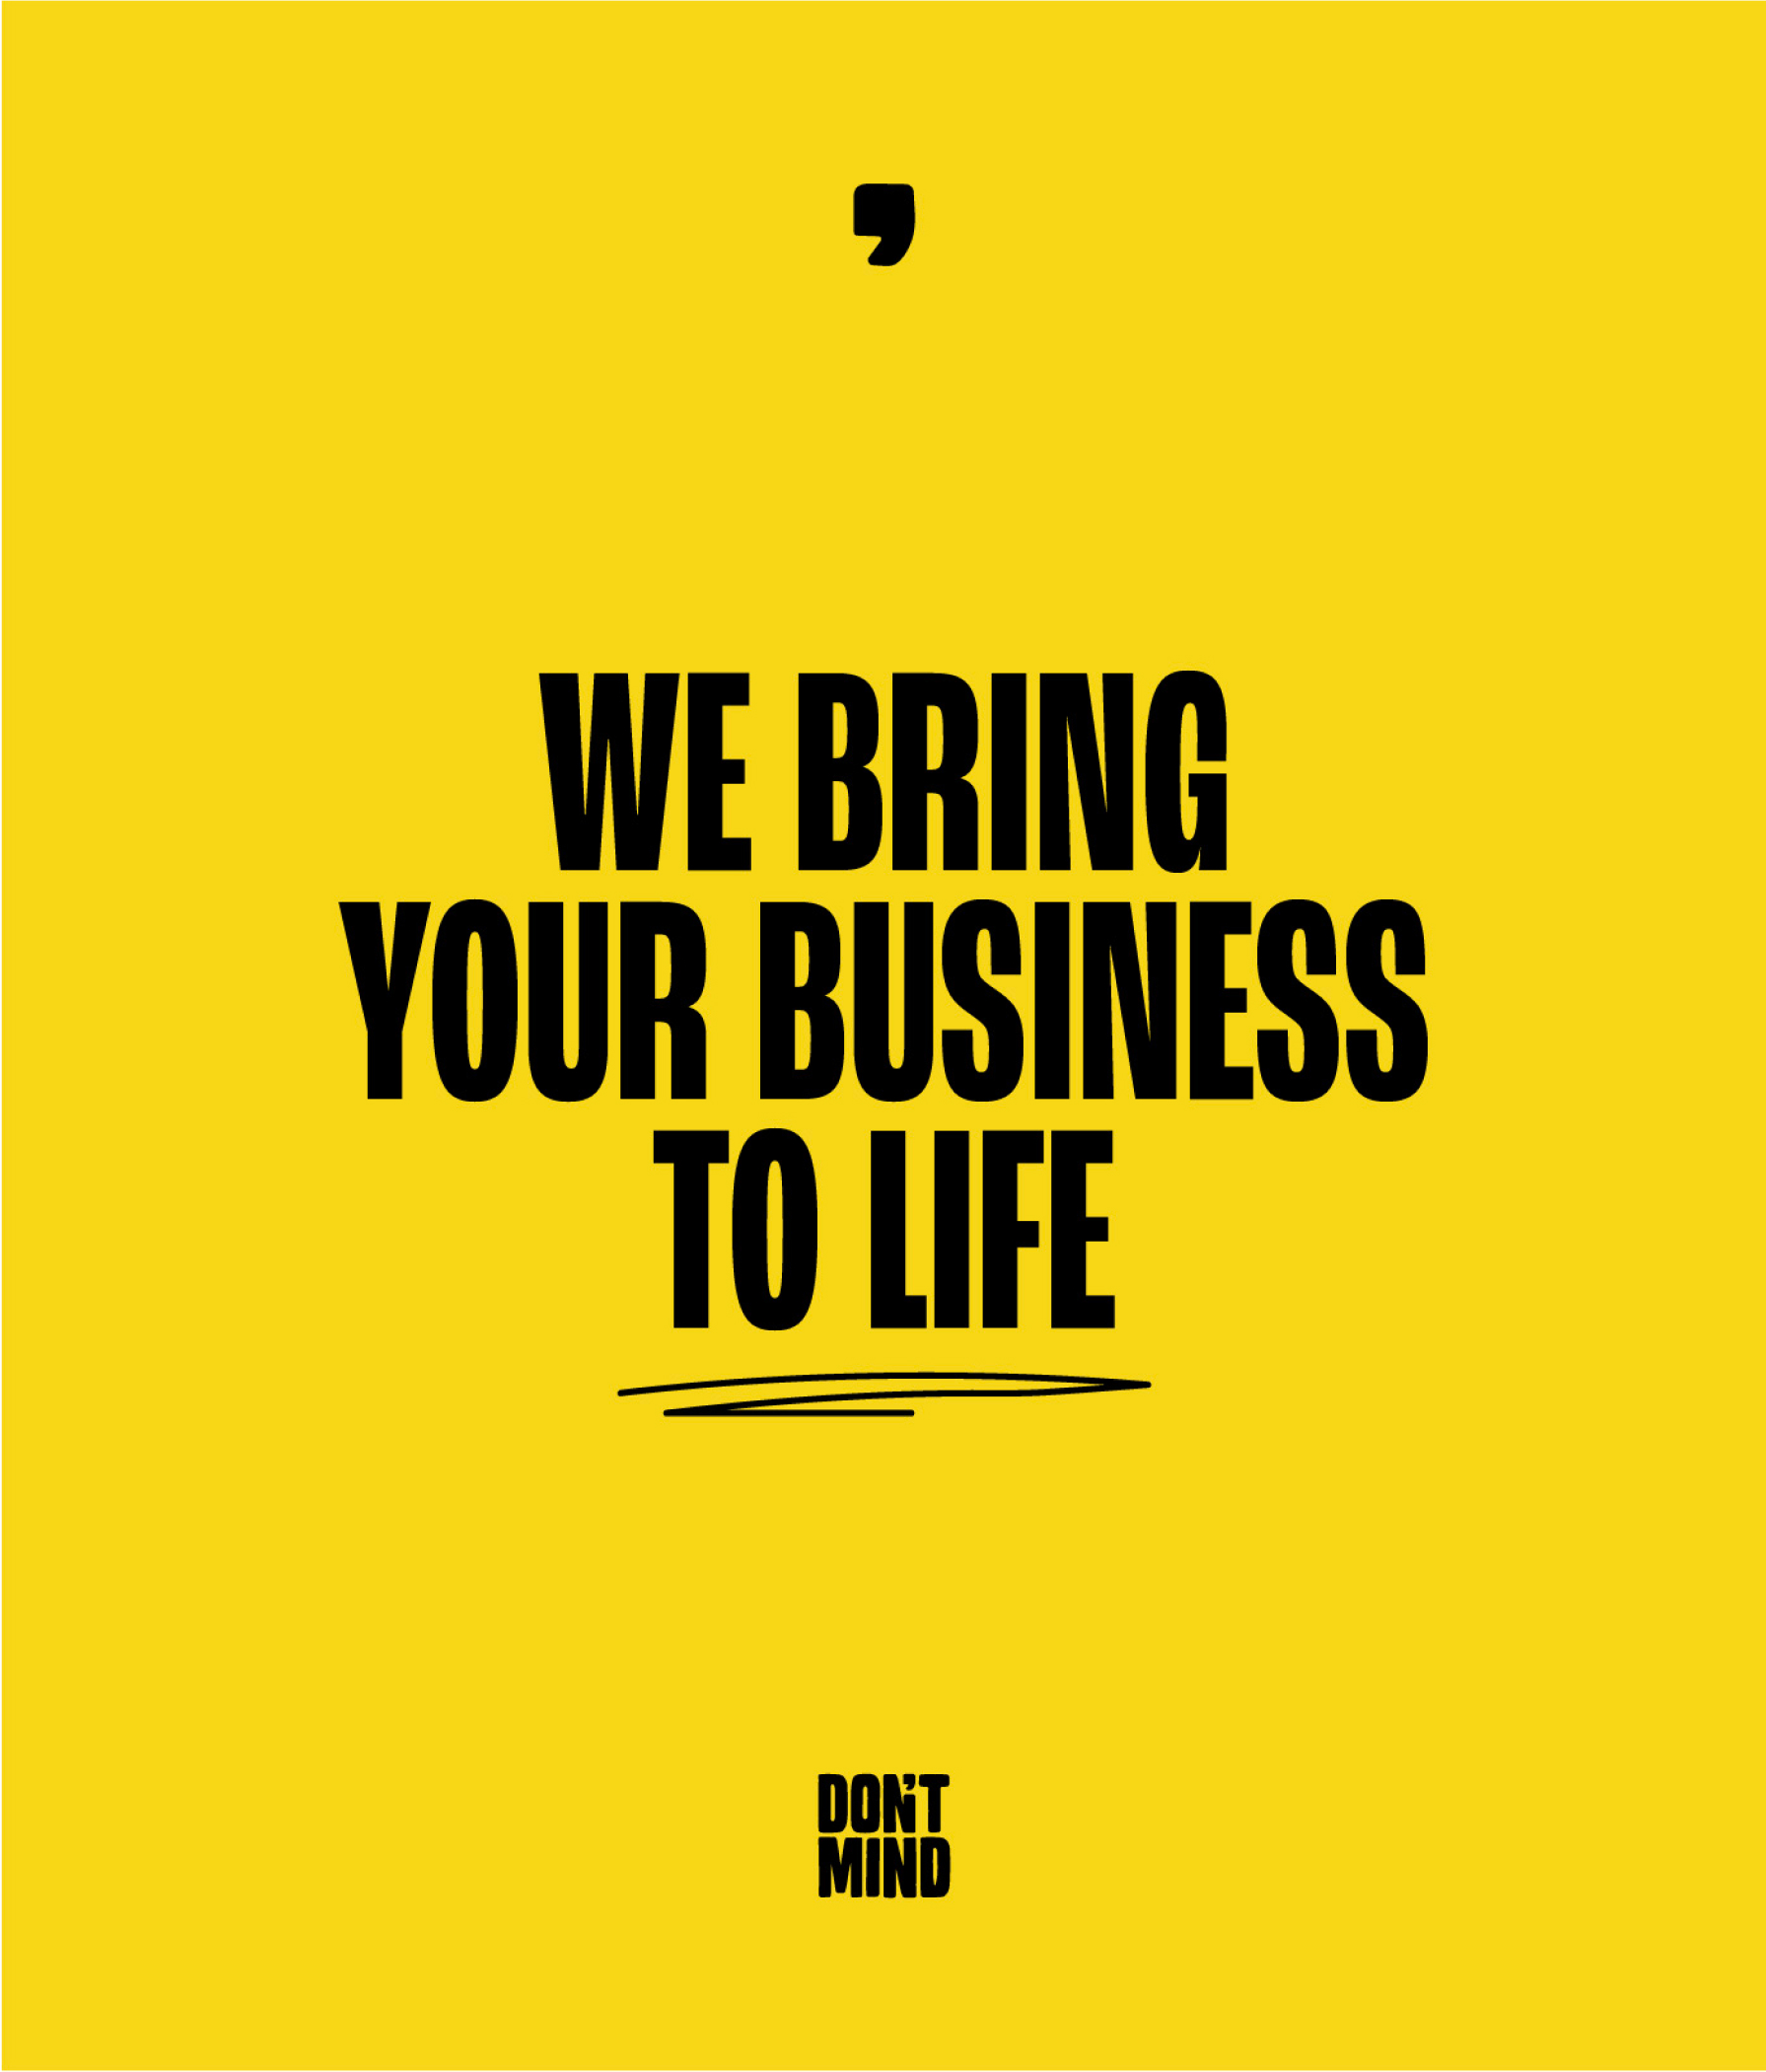 ’
WE BRING
YOUR BUSINESS
TO LIFE
DON’T
MIND